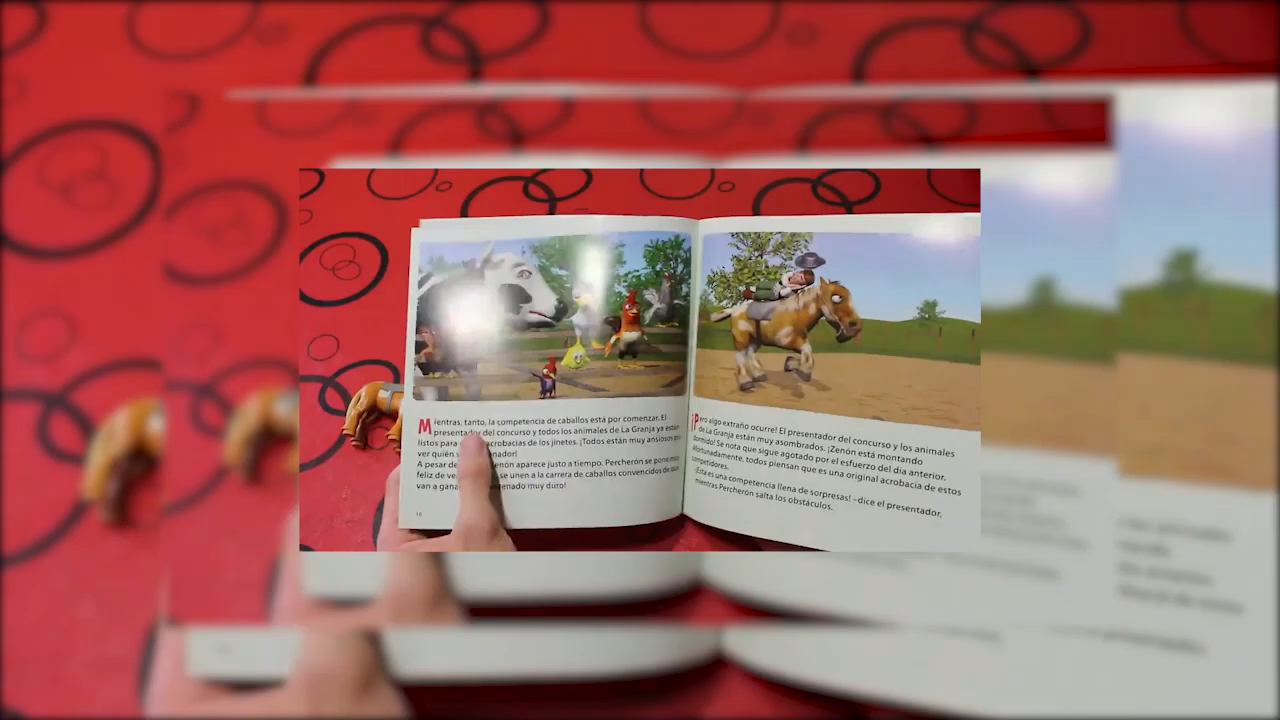 Mientras, tanto, la competencia de caballos está por comenzar. El
presentador del concurso y todos los animales de La Granja ya están
listos para acrobacias de los jinetes. ¡Todos están muy ansiosos por
ver quién
A pesar de aparece justo a tiempo. Percherón se pone muy
feliz de se unen a la carrera de caballos convencidos de que
van a muy duro!
16
¡Pero algo extraño ocurre! El presentador del concurso y los animales
de La Granja están muy asombrados. ¡Zenón está montando
dormido! Se nota que sigue agotado por el esfuerzo del día anterior.
Afortunadamente, todos piensan que es una original acrobacia de estos
competidores.
–¡Esta es una competencia llena de sorpresas! –dice el presentador,
mientras Percherón salta los obstáculos.